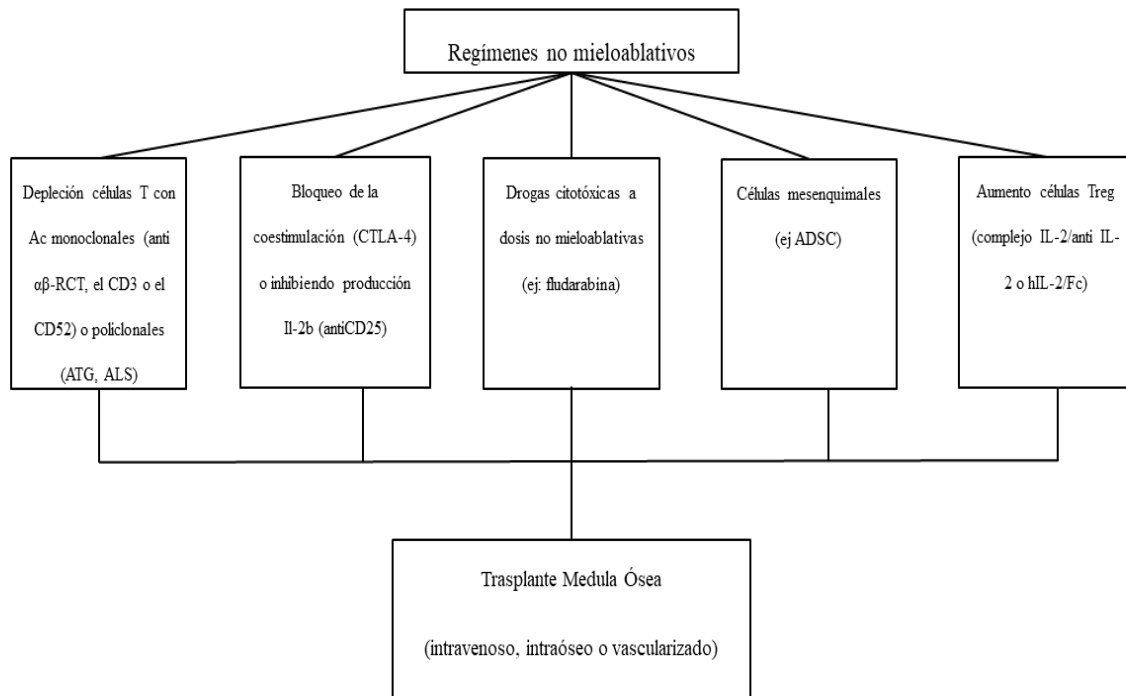 Regímenes no mieloablativos
Depleción células T con
Ac monoclonales (anti
αβ-RCT, el CD3 o el
CD52) o policlonales
(ATG, ALS)
Bloqueo de la
coestimulación (CTLA-4)
o inhibiendo producción
Il-2b (antiCD25)
Drogas citotóxicas a
dosis no mieloablativas
(ej: fludarabina)
Células mesenquimales
(ej ADSC)
Aumento células Treg
(complejo IL-2/anti IL-
2 o hIL-2/Fc)
Trasplante Medula Ósea
(intravenoso, intraóseo o vascularizado)